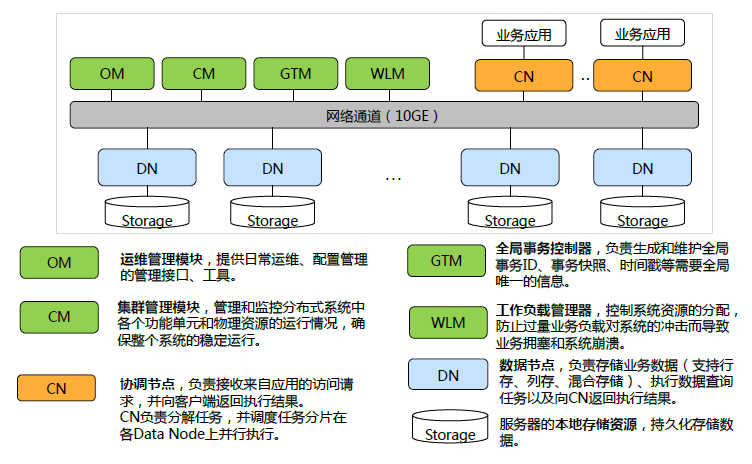 业务应用 业务应用
OM CM GTM WLM CN .. CN
网络通道（10GE）
DN DN ... DN DN
Storage Storage Storage Storage
OM
运维管理模块，提供日常运维、配置管理
的管理接口、工具。
CM
集群管理模块，管理和监控分布式系统中
各个功能单元和物理资源的运行情况，确
保整个系统的稳定运行。
CN
协调节点，负责接收来自应用的访问请
求，并向客户端返回执行结果。
CN负责分解任务，并调度任务分片在
各Data Node上并行执行。
GTM
全局事务控制器，负责生成和维护全局
事务ID、事务快照、时间戳等需要全局
唯一的信息。
WLM
工作负载管理器，控制系统资源的分配，
防止过量业务负载对系统的冲击而导致
业务拥塞和系统崩溃。
DN
数据节点，负责存储业务数据（支持行
存、列存、混合存储）、执行数据查询
任务以及向CN返回执行结果。
Storage
服务器的本地存储资源，持久化存储数
据。